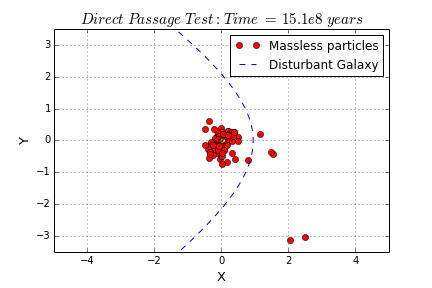 Direct Passage Test: Time = 15.1e8 years
Massless particles
Disturbant Galaxy
3
2
1
0
−1
−2
−3
Y
−4
−2
0
2
4
X